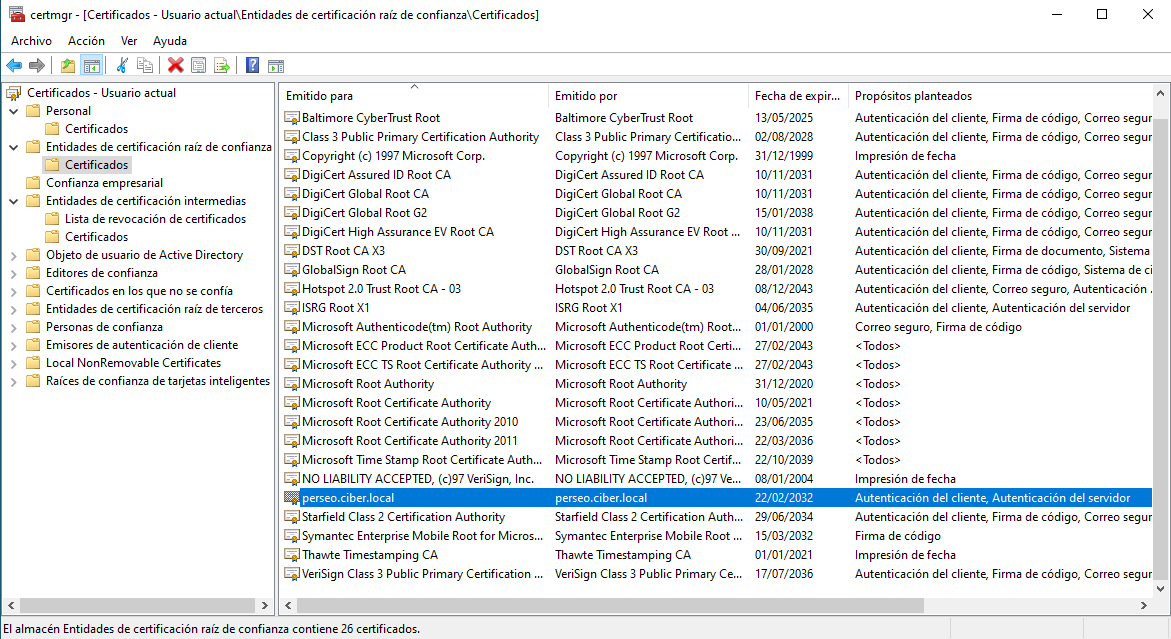 certmgr - [Certificados - Usuario actual\Entidades de certificación raíz de confianza\Certificados]
Archivo Acción Ver Ayuda
Certificados - Usuario actual
Personal
Certificados
Entidades de certificación raíz de confianza
Certificados
Confianza empresarial
Entidades de certificación intermedias
Lista de revocación de certificados
Certificados
Objeto de usuario de Active Directory
Editores de confianza
Certificados en los que no se confía
Entidades de certificación raíz de terceros
Personas de confianza
Emisores de autenticación de cliente
Local NonRemovable Certificates
Raíces de confianza de tarjetas inteligentes
Emitido para Emitido por Fecha de expir... Propósitos planteados
Baltimore CyberTrust Root Baltimore CyberTrust Root 13/05/2025 Autenticación del cliente, Firma de código, Correo segur
Class 3 Public Primary Certification Authority Class 3 Public Primary Certificatio... 02/08/2028 Autenticación del cliente, Firma de código, Correo segur
Copyright (c) 1997 Microsoft Corp. Copyright (c) 1997 Microsoft Corp. 31/12/1999 Impresión de fecha
DigiCert Assured ID Root CA DigiCert Assured ID Root CA 10/11/2031 Autenticación del cliente, Firma de código, Correo segur
DigiCert Global Root CA DigiCert Global Root CA 10/11/2031 Autenticación del cliente, Firma de código, Correo segur
DigiCert Global Root G2 DigiCert Global Root G2 15/01/2038 Autenticación del cliente, Firma de código, Correo segur
DigiCert High Assurance EV Root CA DigiCert High Assurance EV Root ... 10/11/2031 Autenticación del cliente, Firma de código, Correo segur
DST Root CA X3 DST Root CA X3 30/09/2021 Autenticación del cliente, Firma de documento, Sistema
GlobalSign Root CA GlobalSign Root CA 28/01/2028 Autenticación del cliente, Firma de código, Sistema de ci
Hotspot 2.0 Trust Root CA - 03 Hotspot 2.0 Trust Root CA - 03 08/12/2043 Autenticación del cliente, Correo seguro, Autenticación .
ISRG Root X1 ISRG Root X1 04/06/2035 Autenticación del cliente, Autenticación del servidor
Microsoft Authenticode(tm) Root Authority Microsoft Authenticode(tm) Root... 01/01/2000 Correo seguro, Firma de código
Microsoft ECC Product Root Certificate Auth... Microsoft ECC Product Root Certi... 27/02/2043 <Todos>
Microsoft ECC TS Root Certificate Authority ... Microsoft ECC TS Root Certificate ... 27/02/2043 <Todos>
Microsoft Root Authority Microsoft Root Authority 31/12/2020 <Todos>
Microsoft Root Certificate Authority Microsoft Root Certificate Authori... 10/05/2021 <Todos>
Microsoft Root Certificate Authority 2010 Microsoft Root Certificate Authori... 23/06/2035 <Todos>
Microsoft Root Certificate Authority 2011 Microsoft Root Certificate Authori... 22/03/2036 <Todos>
Microsoft Time Stamp Root Certificate Auth... Microsoft Time Stamp Root Certif... 22/10/2039 <Todos>
NO LIABILITY ACCEPTED, (c)97 VeriSign, Inc. NO LIABILITY ACCEPTED, (c)97 Ve... 08/01/2004 Impresión de fecha
perseo.ciber.local perseo.ciber.local 22/02/2032 Autenticación del cliente, Autenticación del servidor
Starfield Class 2 Certification Authority Starfield Class 2 Certification Auth... 29/06/2034 Autenticación del cliente, Firma de código, Correo segur
Symantec Enterprise Mobile Root for Micros... Symantec Enterprise Mobile Root ... 15/03/2032 Firma de código
Thawte Timestamping CA Thawte Timestamping CA 01/01/2021 Impresión de fecha
VeriSign Class 3 Public Primary Certification ... VeriSign Class 3 Public Primary Ce... 17/07/2036 Autenticación del cliente, Firma de código, Correo segur
El almacén Entidades de certificación raíz de confianza contiene 26 certificados.